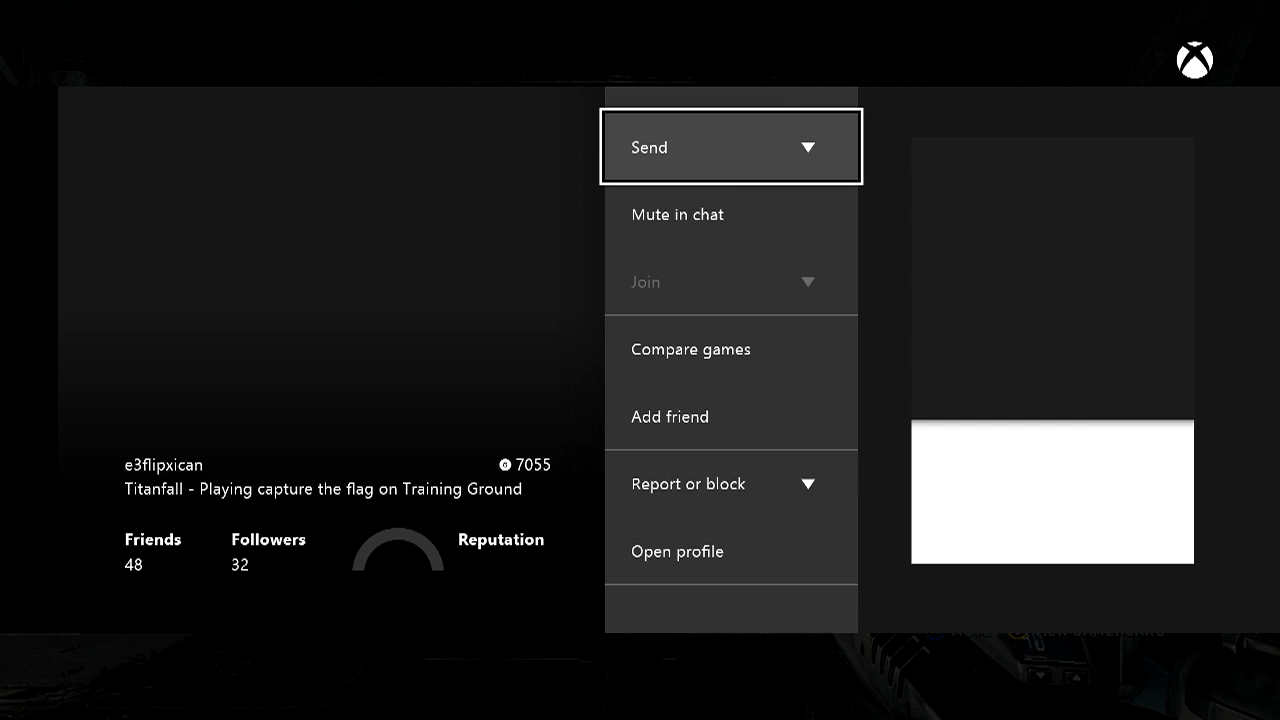 Send
Mute in chat
Join
Compare games
Add friend
Report or block
Open profile
e3flipxican 7055
Titanfall - Playing capture the flag on Training Ground
Friends Followers Reputation
48 32